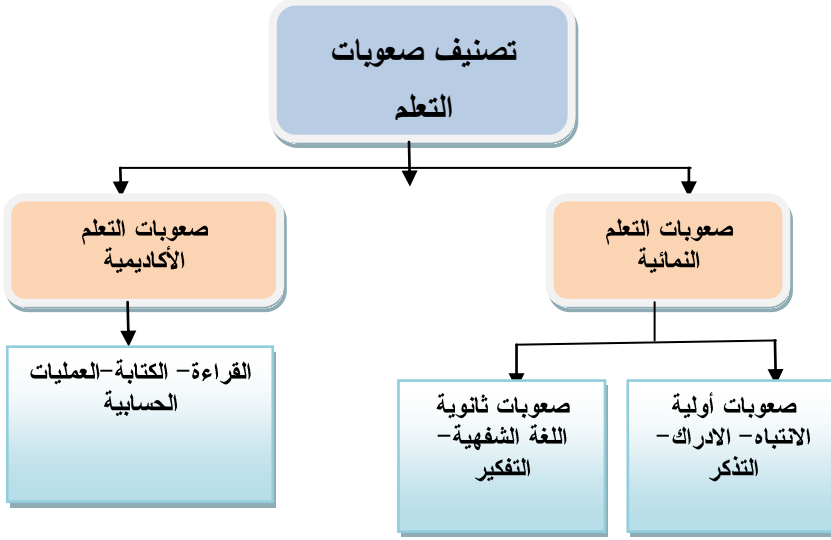 تصنيف صعوبات
التعلم
صعوبات التعلم
النمائية
صعوبات التعلم
الأكاديمية
صعوبات أولية
الانتباه- الادراك-
التذكر
صعوبات ثانوية
اللغة الشفهية-
التفكير
القراءة- الكتابة-العمليات
الحسابية